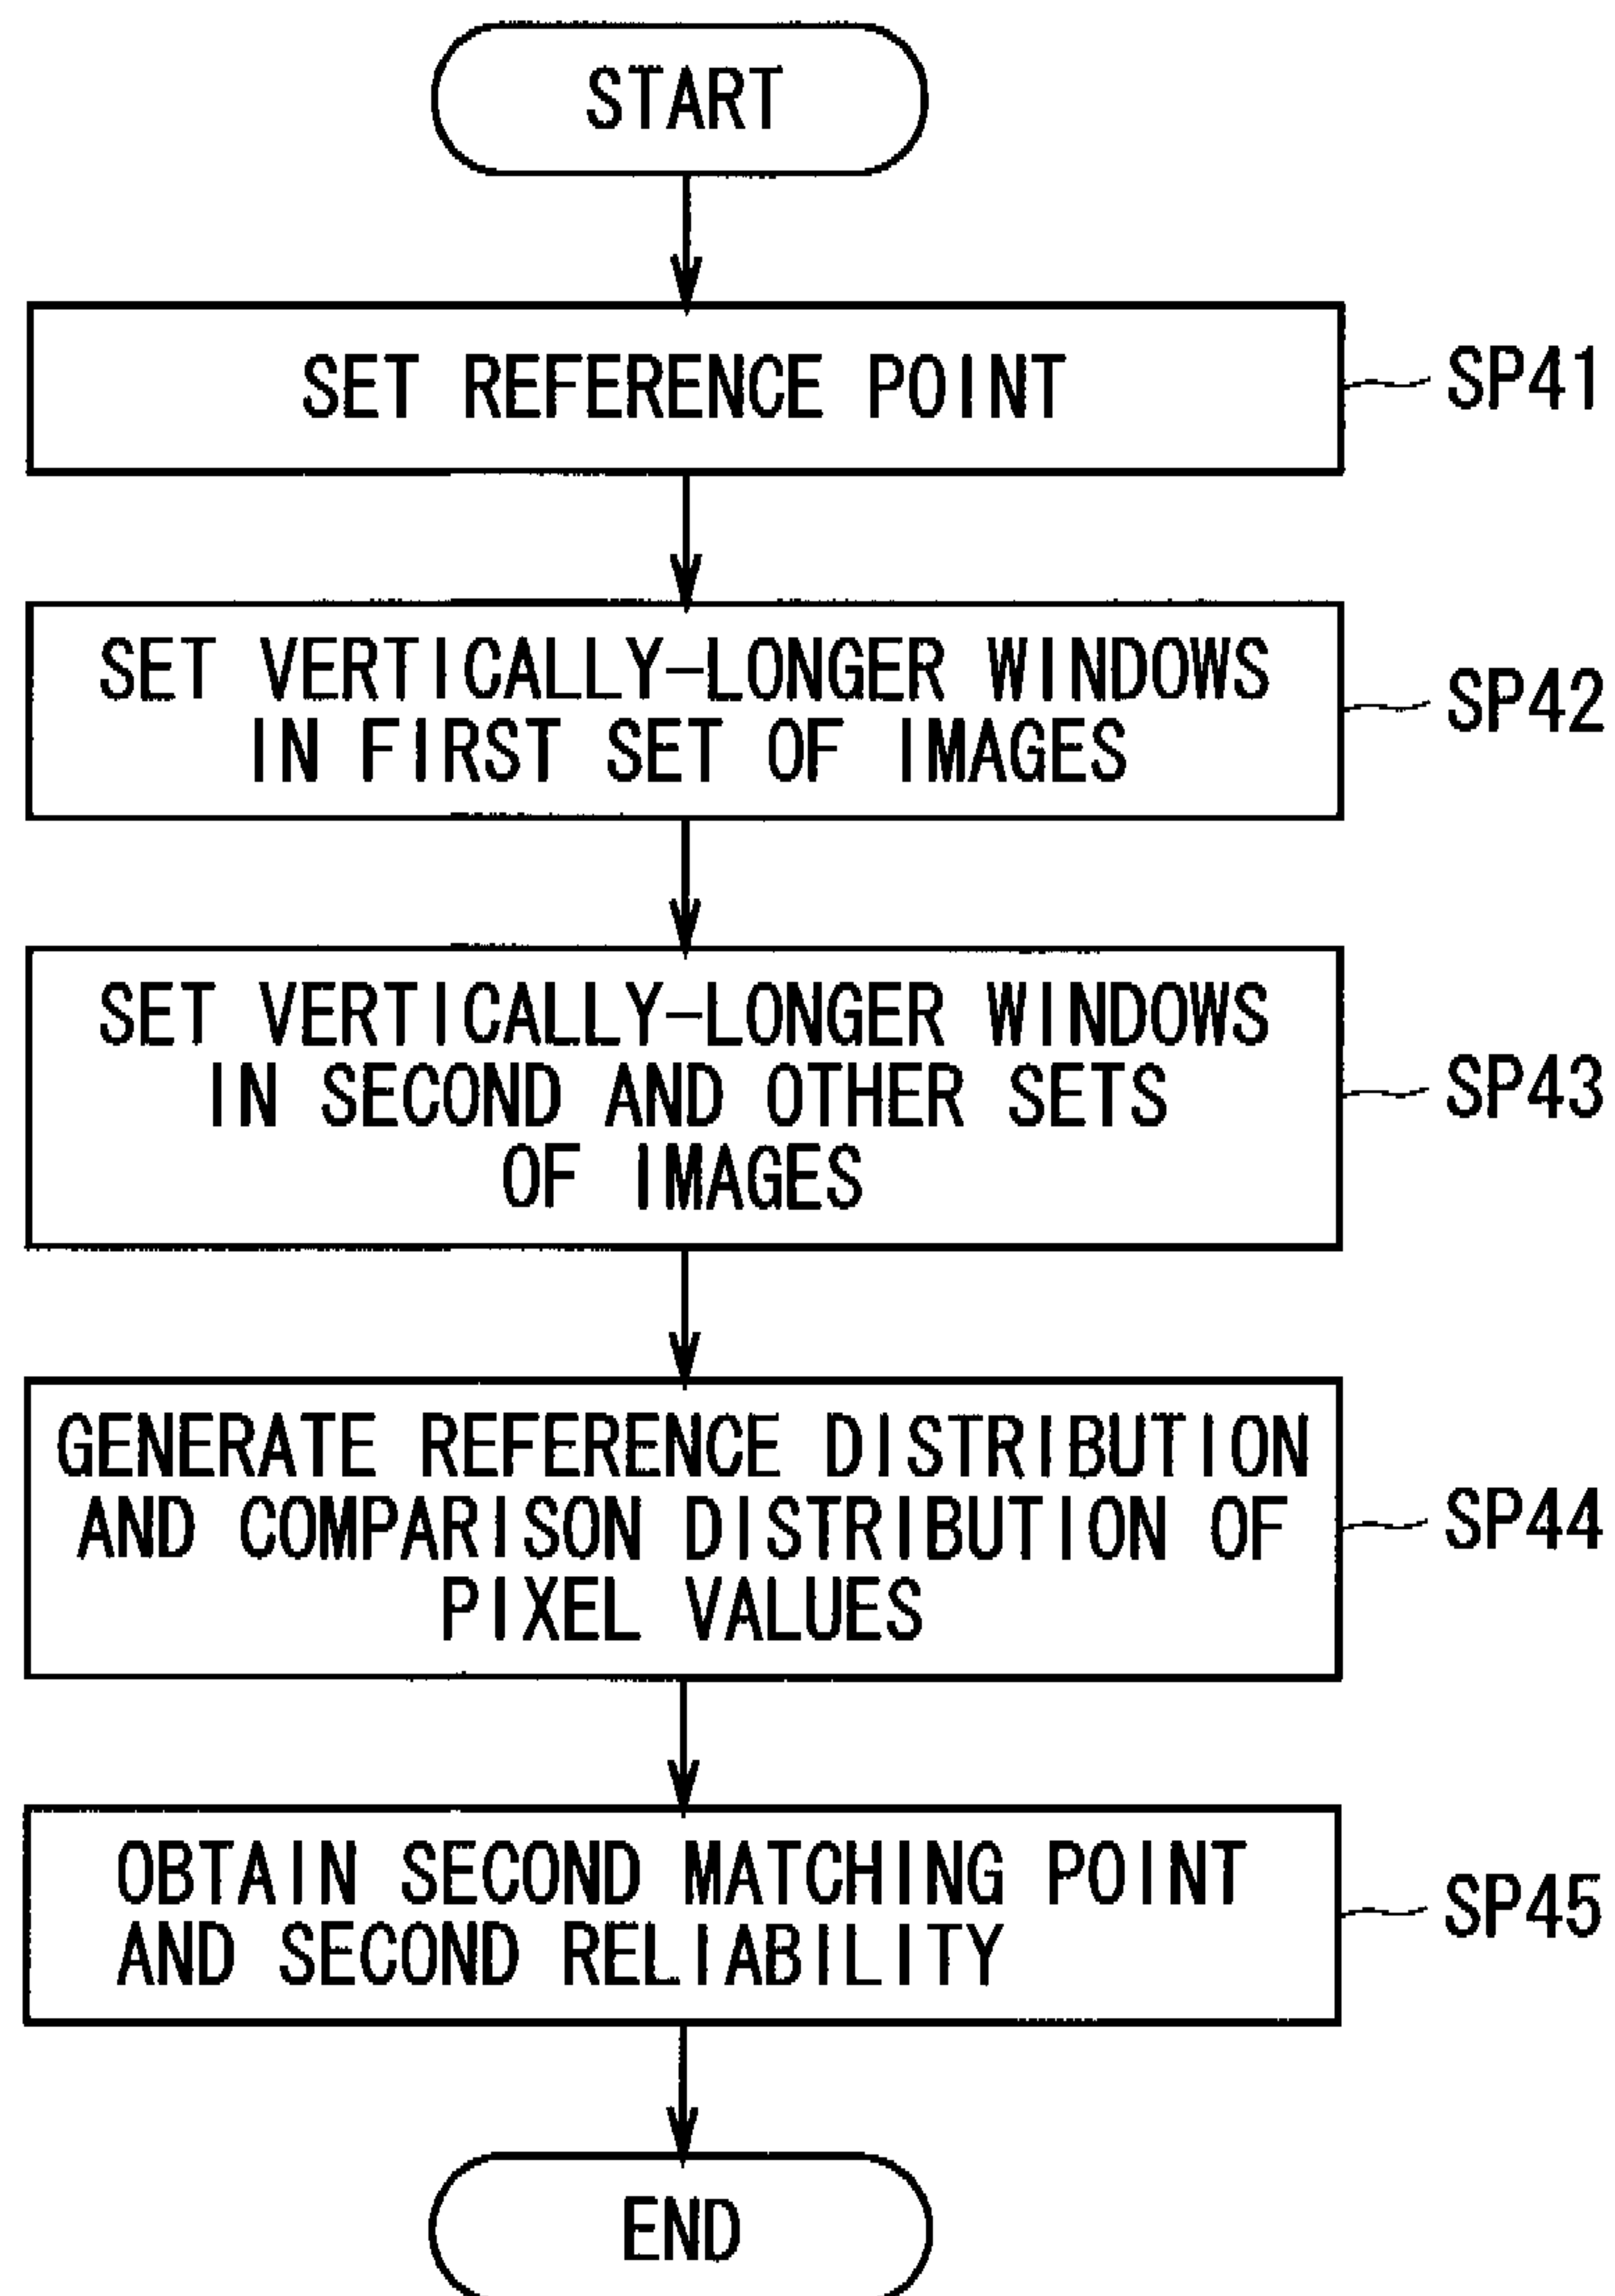 START
SET REFERENCE POINT
SP41
SET VERTICALLY-LONGER WINDOWS
IN FIRST SET OF IMAGES
SP42
SET VERTICALLY-LONGER WINDOWS
IN SECOND AND OTHER SETS
OF IMAGES
SP43
GENERATE REFERENCE DISTRIBUTION
AND COMPARISON DISTRIBUTION OF
PIXEL VALUES
SP44
OBTAIN SECOND MATCHING POINT
AND SECOND RELIABILITY
SP45
END